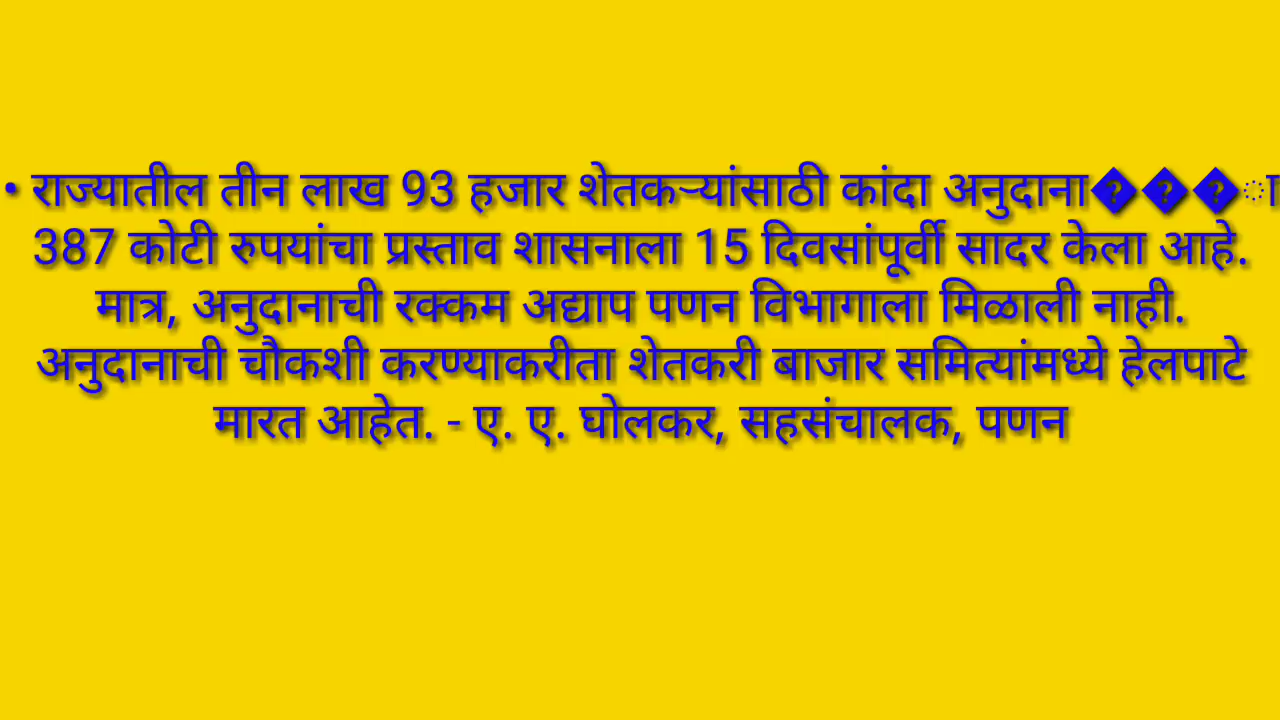 • राज्यातील तीन लाख 93 हजार शेतकऱ्यांसाठी कांदा अनुदाना���ा
387 कोटी रुपयांचा प्रस्ताव शासनाला 15 दिवसांपूर्वी सादर केला आहे.
मात्र, अनुदानाची रक्कम अद्याप पणन विभागाला मिळाली नाही.
अनुदानाची चौकशी करण्याकरीता शेतकरी बाजार समित्यांमध्ये हेलपाटे
मारत आहेत. - ए. ए. घोलकर, सहसंचालक, पणन